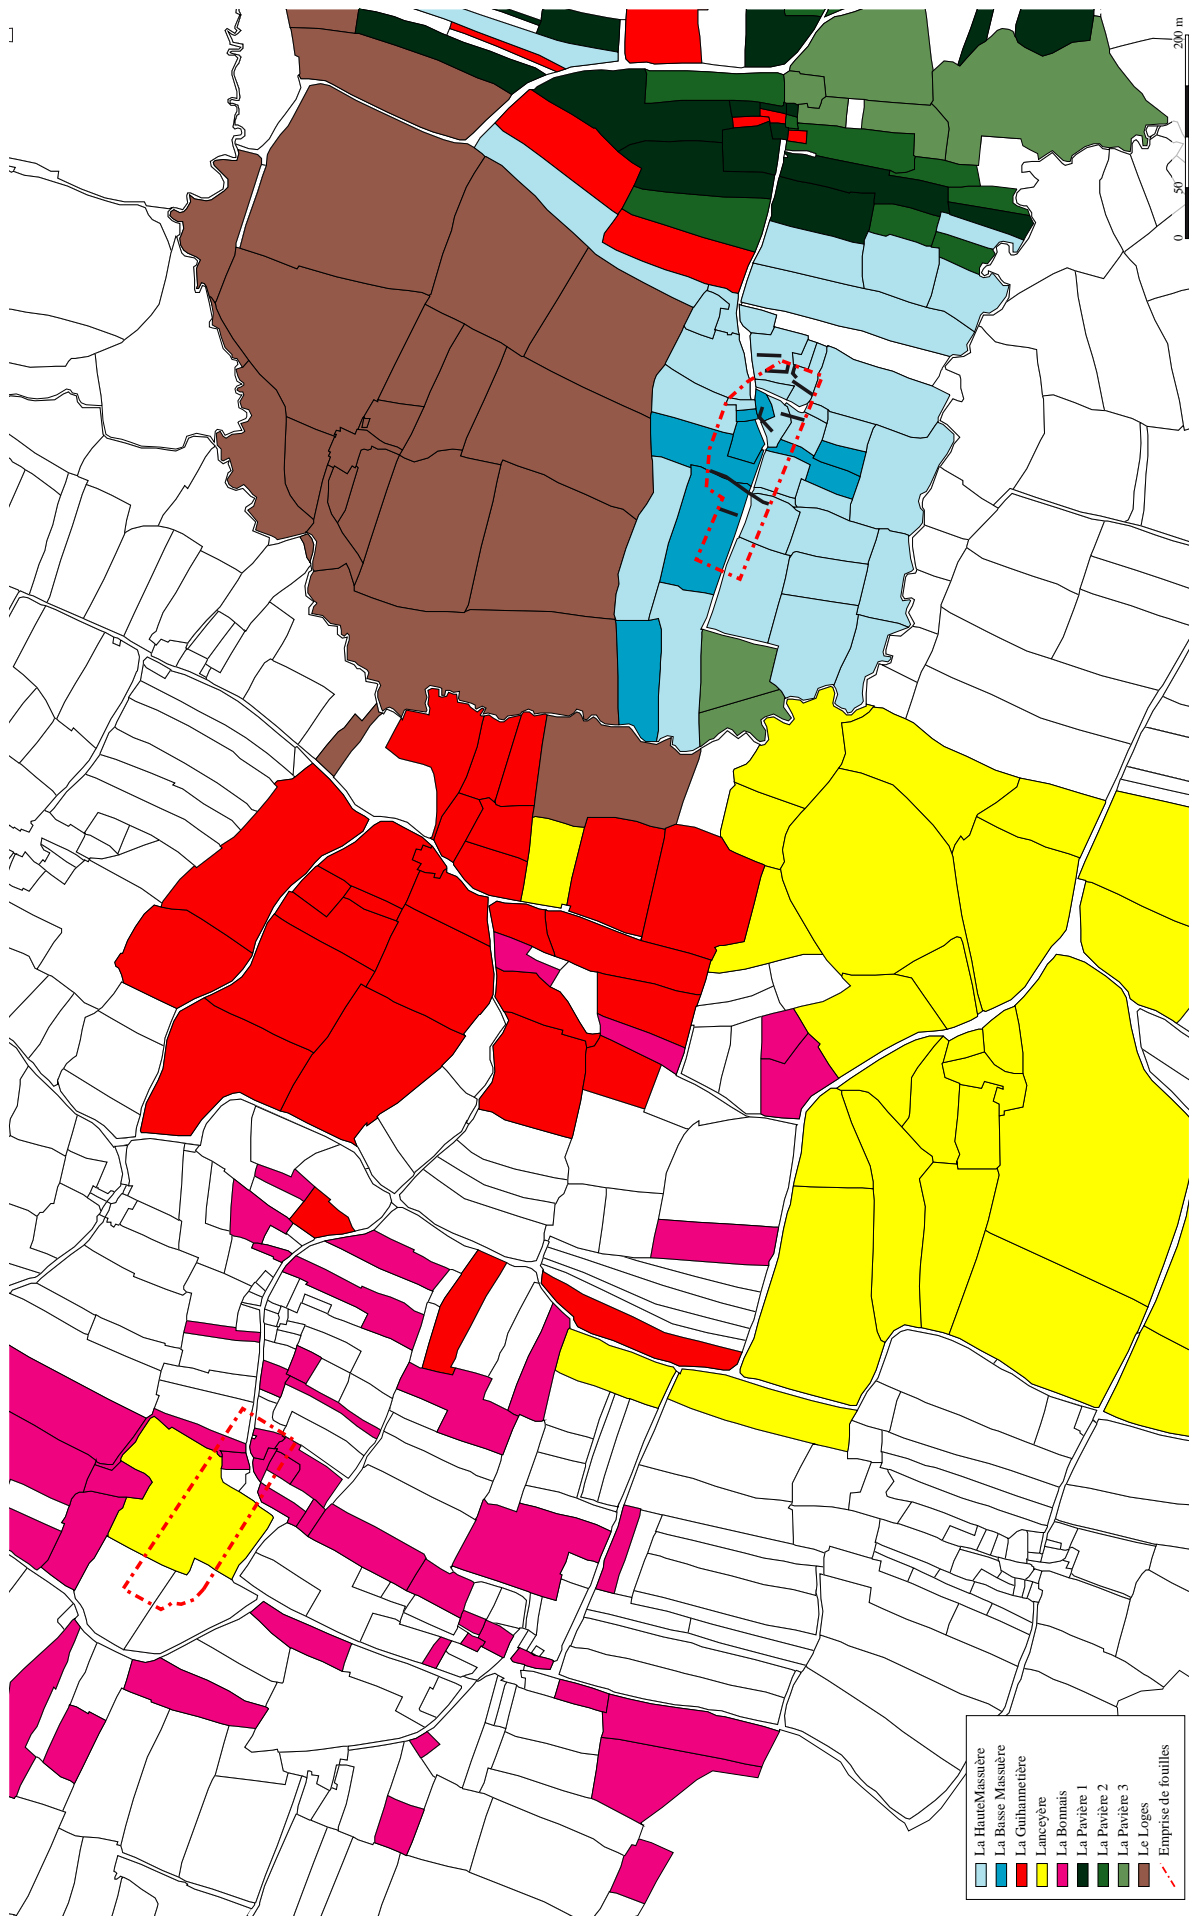 La HauteMassuère
La Basse Massuère
La Guihannetière
Lanceyère
La Bonnais
La Pavière 1
La Pavière 2
La Pavière 3
Le Loges
Emprise de fouilles
0 50 200 m